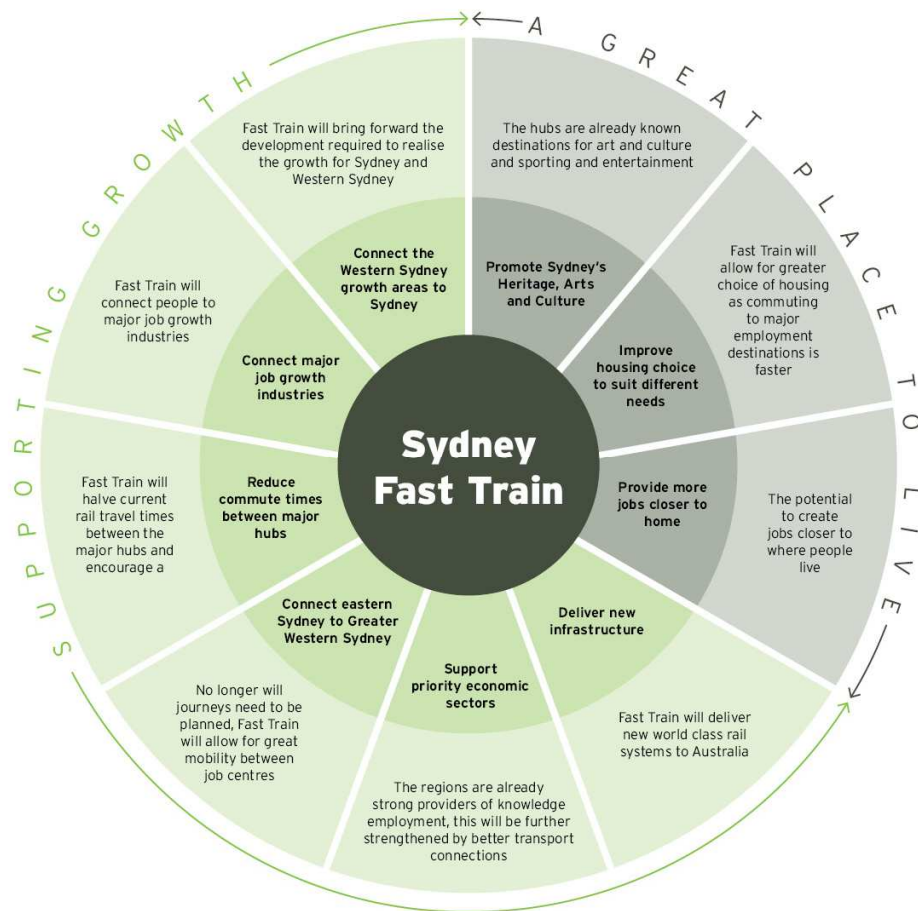 SUPPORTING GROWTH
A GREAT PLACE TO LIVE
Sydney
Fast Train
Fast Train will bring forward the
development required to realise
the growth for Sydney and
Western Sydney
Connect the
Western Sydney
growth areas to
Sydney
The hubs are already known
destinations for art and culture
and sporting and entertainment
Promote Sydney's
Heritage, Arts
and Culture
Fast Train will
allow for greater
choice of housing
as commuting
to major
employment
destinations is
faster
Improve
housing choice
to suit different
needs
The potential
to create
jobs closer to
where people
live
Provide more
jobs closer to
home
Fast Train will deliver
new world class rail
systems to Australia
Deliver new
infrastructure
The regions are already
strong providers of knowledge
employment, this will be further
strengthened by better transport
connections
Support
priority economic
sectors
No longer will
journeys need to be
planned, Fast Train
will allow for great
mobility between
job centres
Connect eastern
Sydney to Greater
Western Sydney
Fast Train will
halve current
rail travel times
between the
major hubs and
encourage a
Reduce
commute times
between major
hubs
Fast Train will
connect people to
major job growth
industries
Connect major
job growth
industries